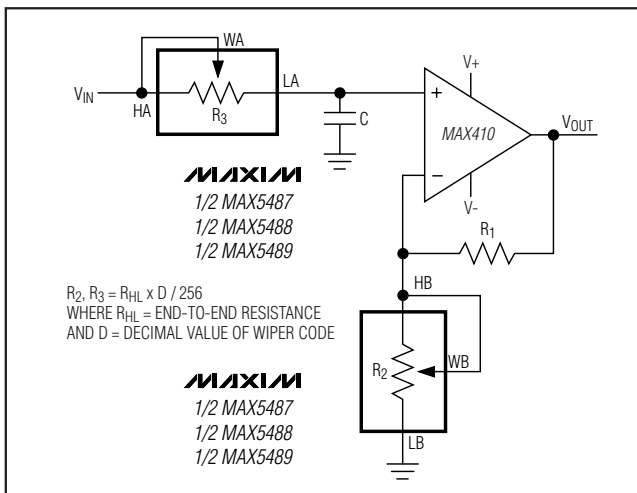 WA
V+
V_IN
HA
R_3
LA
C
+
MAX410
−
V_OUT
V-
R_1
MAXIM
1/2 MAX5487
1/2 MAX5488
1/2 MAX5489
R_2, R_3 = R_HL x D / 256
WHERE R_HL = END-TO-END RESISTANCE
AND D = DECIMAL VALUE OF WIPER CODE
HB
R_2
WB
LB
MAXIM
1/2 MAX5487
1/2 MAX5488
1/2 MAX5489